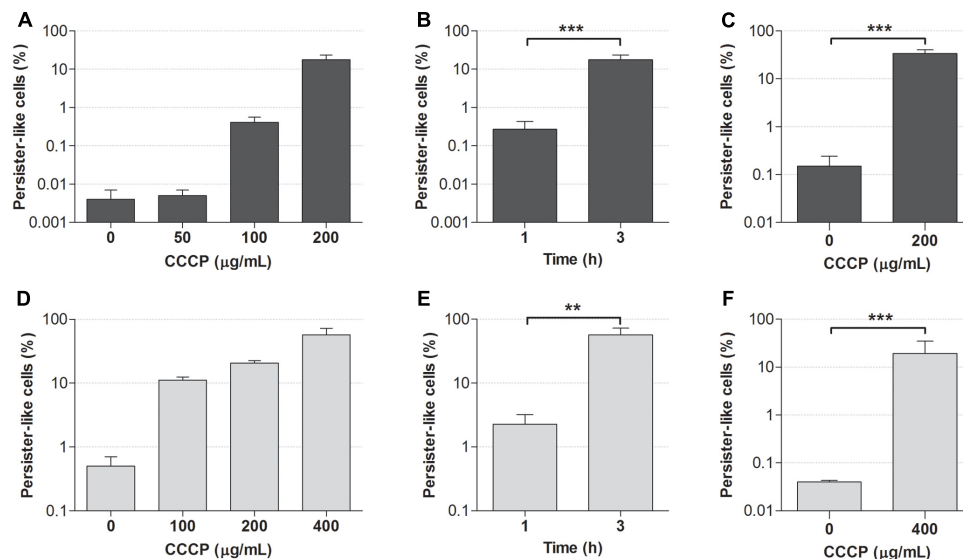 A
Persister-like cells (%)
100
10
1
0.1
0.01
0.001
0
50
100
200
CCCP (μg/mL)
B
***
Persister-like cells (%)
100
10
1
0.1
0.01
0.001
1
3
Time (h)
C
***
Persister-like cells (%)
100
10
1
0.1
0.01
0
200
CCCP (μg/mL)
D
Persister-like cells (%)
100
10
1
0.1
0
100
200
400
CCCP (μg/mL)
E
**
Persister-like cells (%)
100
10
1
0.1
1
3
Time (h)
F
***
Persister-like cells (%)
100
10
1
0.1
0.01
0
400
CCCP (μg/mL)